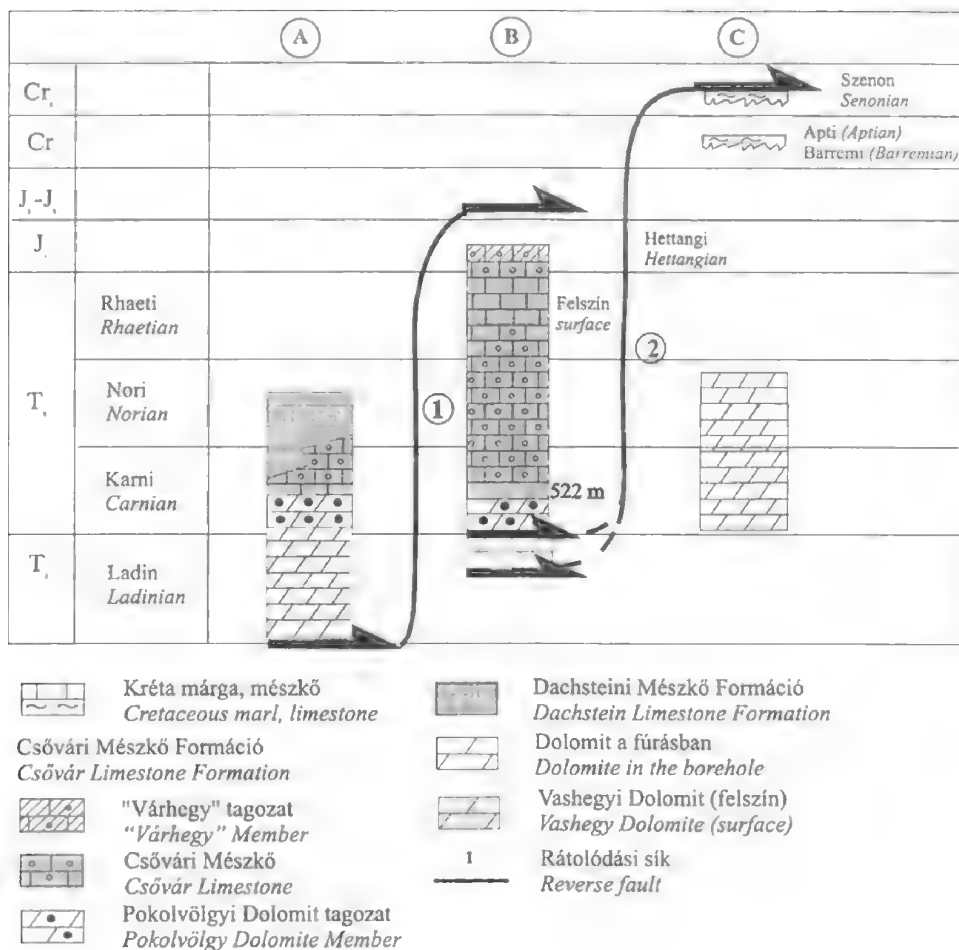 A B C
Cr
Szenon
Senonian
Cr
Apti (Aptian)
Barremi (Barremian)
J -J
J
Hettangi
Hettangian
Rhaeti
Rhaetian
Felszín
surface
2
T
Nori
Norian
1
Karni
Carnian
522 m
T
Ladin
Ladinian
Kréta márga, mészkő
Cretaceous marl, limestone
Csővári Mészkő Formáció
Csővár Limestone Formation
"Várhegy" tagozat
"Várhegy" Member
Csővári Mészkő
Csővár Limestone
Pokolvölgyi Dolomit tagozat
Pokolvölgy Dolomite Member
Dachsteini Mészkő Formáció
Dachstein Limestone Formation
Dolomit a fúrásban
Dolomite in the borehole
Vashegyi Dolomit (felszín)
Vashegy Dolomite (surface)
1 Rátolódási sík
Reverse fault